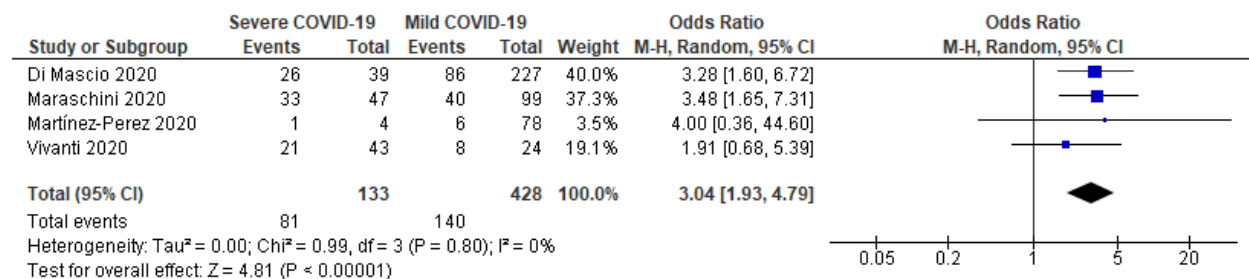 Severe COVID-19 Mild COVID-19 Odds Ratio Odds Ratio
Study or Subgroup Events Total Events Total Weight M-H, Random, 95% CI M-H, Random, 95% CI
Di Mascio 2020 26 39 86 227 40.0% 3.28 [1.60, 6.72]
Maraschini 2020 33 47 40 99 37.3% 3.48 [1.65, 7.31]
Martínez-Perez 2020 1 4 6 78 3.5% 4.00 [0.36, 44.60]
Vivanti 2020 21 43 8 24 19.1% 1.91 [0.68, 5.39]
Total (95% CI) 133 428 100.0% 3.04 [1.93, 4.79]
Total events 81 140
Heterogeneity: Tau² = 0.00; Chi² = 0.99, df = 3 (P = 0.80); I² = 0%
Test for overall effect: Z = 4.81 (P < 0.00001)
0.05 0.2 1 5 20